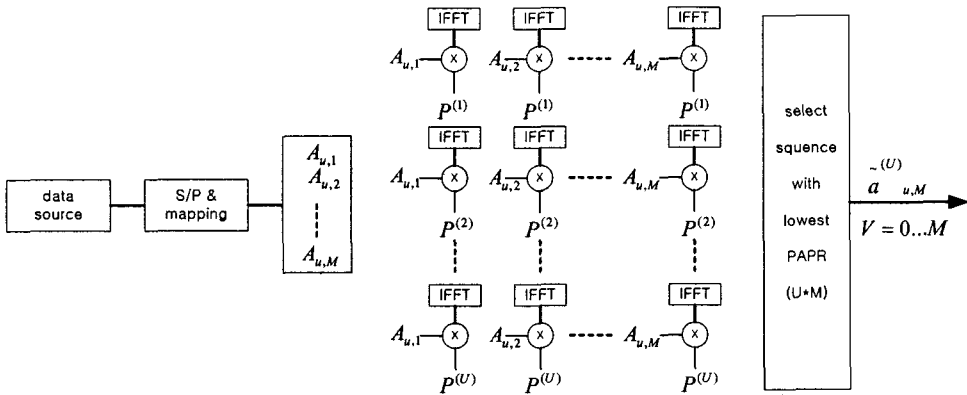 data
source
S/P &
mapping
A_{u,1}
A_{u,2}
A_{u,M}
IFFT IFFT IFFT
A_{u,1} X A_{u,2} X A_{u,M} X
P^{(1)} P^{(1)} P^{(1)}
IFFT IFFT IFFT
A_{u,1} X A_{u,2} X A_{u,M} X
P^{(2)} P^{(2)} P^{(2)}
IFFT IFFT IFFT
A_{u,1} X A_{u,2} X A_{u,M} X
P^{(U)} P^{(U)} P^{(U)}
select
squence
with
lowest
PAPR
(U*M)
ã^{(U)}_{u,M}
V = 0...M